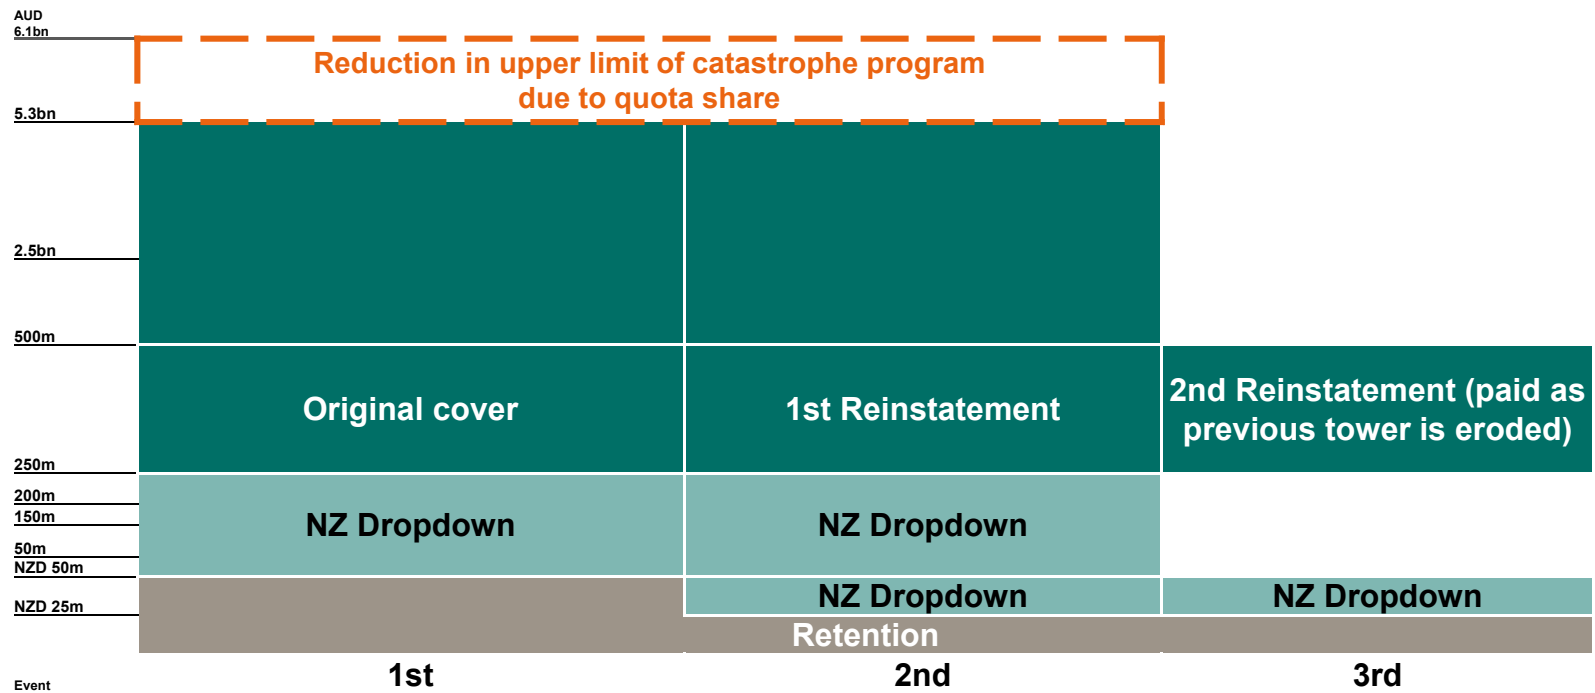 AUD
6.1bn
Reduction in upper limit of catastrophe program
due to quota share
5.3bn
2.5bn
500m
Original cover
1st Reinstatement
2nd Reinstatement (paid as
previous tower is eroded)
250m
200m
150m
NZ Dropdown
NZ Dropdown
50m
NZD 50m
NZ Dropdown
NZ Dropdown
NZD 25m
Retention
Event
1st
2nd
3rd